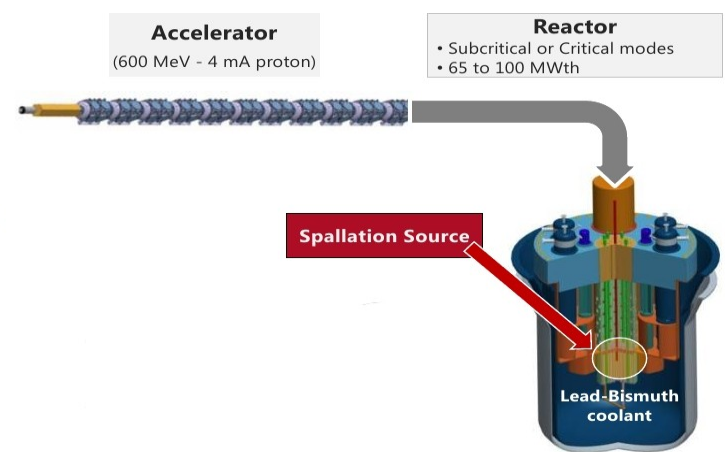 Accelerator
(600 MeV - 4 mA proton)
Reactor
• Subcritical or Critical modes
• 65 to 100 MWth
Spallation Source
Lead-Bismuth
coolant